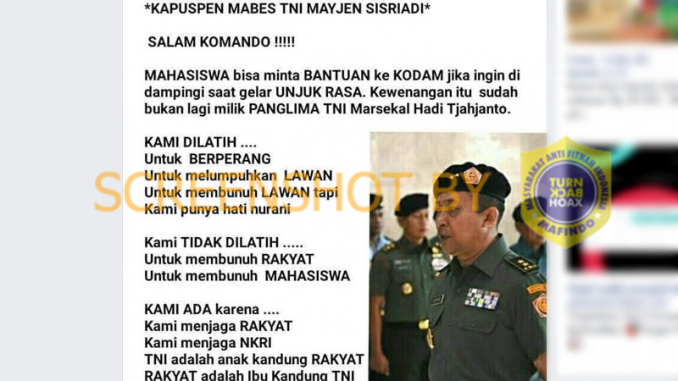 *KAPUSPEN MABES TNI MAYJEN SISRIADI*
SALAM KOMANDO !!!!!
MAHASISWA bisa minta BANTUAN ke KODAM jika ingin di
dampingi saat gelar UNJUK RASA. Kewenangan itu sudah
bukan lagi milik PANGLIMA TNI Marsekal Hadi Tjahjanto.
KAMI DILATIH ....
Untuk BERPERANG
Untuk melumpuhkan LAWAN
Untuk membunuh LAWAN tapi
Kami punya hati nurani
Kami TIDAK DILATIH .....
Untuk membunuh RAKYAT
Untuk membunuh MAHASISWA
KAMI ADA karena ....
Kami menjaga RAKYAT
Kami menjaga NKRI
TNI adalah anak kandung RAKYAT
RAKYAT adalah Ibu Kandung TNI
SCREENSHOT BY
MASYARAKAT ANTI FITNAH INDONESIA
TURN
BACK
HOAX
MAFINDO